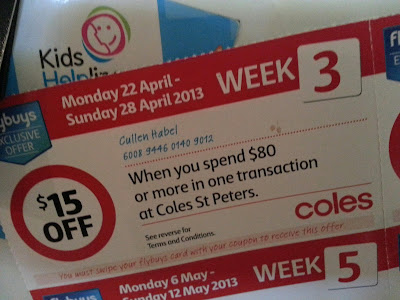 Kids
Helpline
Monday 22 April -
Sunday 28 April 2013
WEEK 3
flybuys
EXCLUSIVE
OFFER
Cullen Habel
6008 9446 0140 9012
$15
OFF
When you spend $80
or more in one transaction
at Coles St Peters.
See reverse for
Terms and Conditions.
coles
You must swipe your flybuys card with your coupon to receive this offer
flybuys
Monday 6 May -
Sunday 12 May 2013
WEEK 5